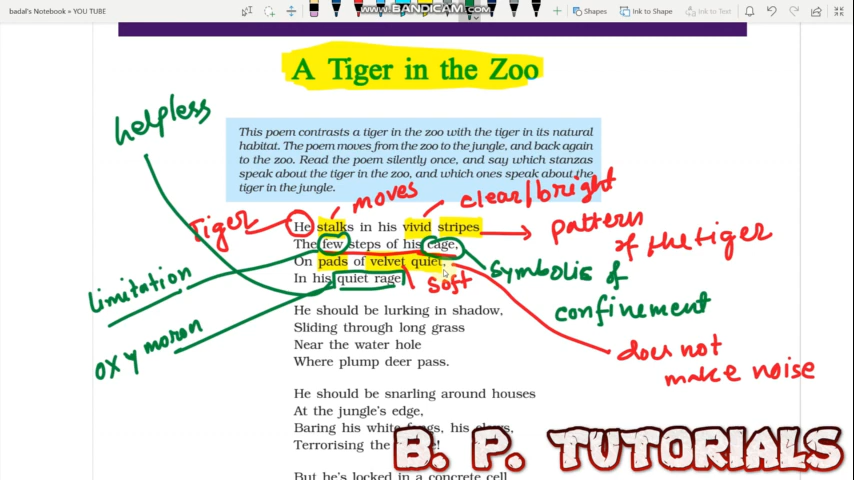 badal's Notebook » YOU TUBE
WWW.BANDICAM.COM
Shapes
Ink to Shape
Ink to Text
A Tiger in the Zoo
helpless
This poem contrasts a tiger in the zoo with the tiger in its natural
habitat. The poem moves from the zoo to the jungle, and back again
to the zoo. Read the poem silently once, and say which stanzas
speak about the tiger in the zoo, and which ones speak about the
tiger in the jungle.
moves
clear/bright
Tiger
He stalks in his vivid stripes
pattern
of the tiger
The few steps of his cage,
On pads of velvet quiet,
In his quiet rage.
soft
limitation
Symbolis of
confinement
oxymoron
does not
make noise
He should be lurking in shadow,
Sliding through long grass
Near the water hole
Where plump deer pass.
He should be snarling around houses
At the jungle's edge,
Baring his white fangs, his claws,
Terrorising the
B. P. TUTORIALS
But he's locked in a concrete cell